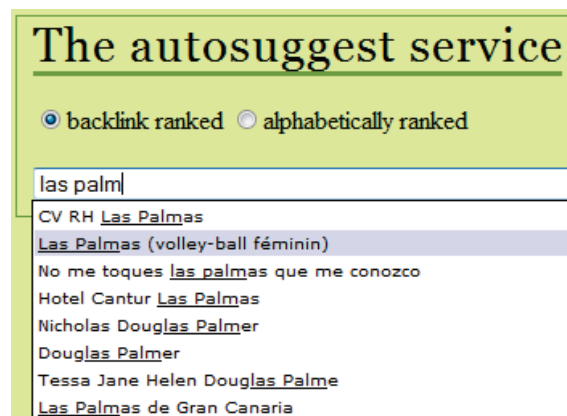 The autosuggest service
backlink ranked alphabetically ranked
las palm
CV RH Las Palmas
Las Palmas (volley-ball féminin)
No me toques las palmas que me conozco
Hotel Cantur Las Palmas
Nicholas Douglas Palmer
Douglas Palmer
Tessa Jane Helen Douglas Palme
Las Palmas de Gran Canaria